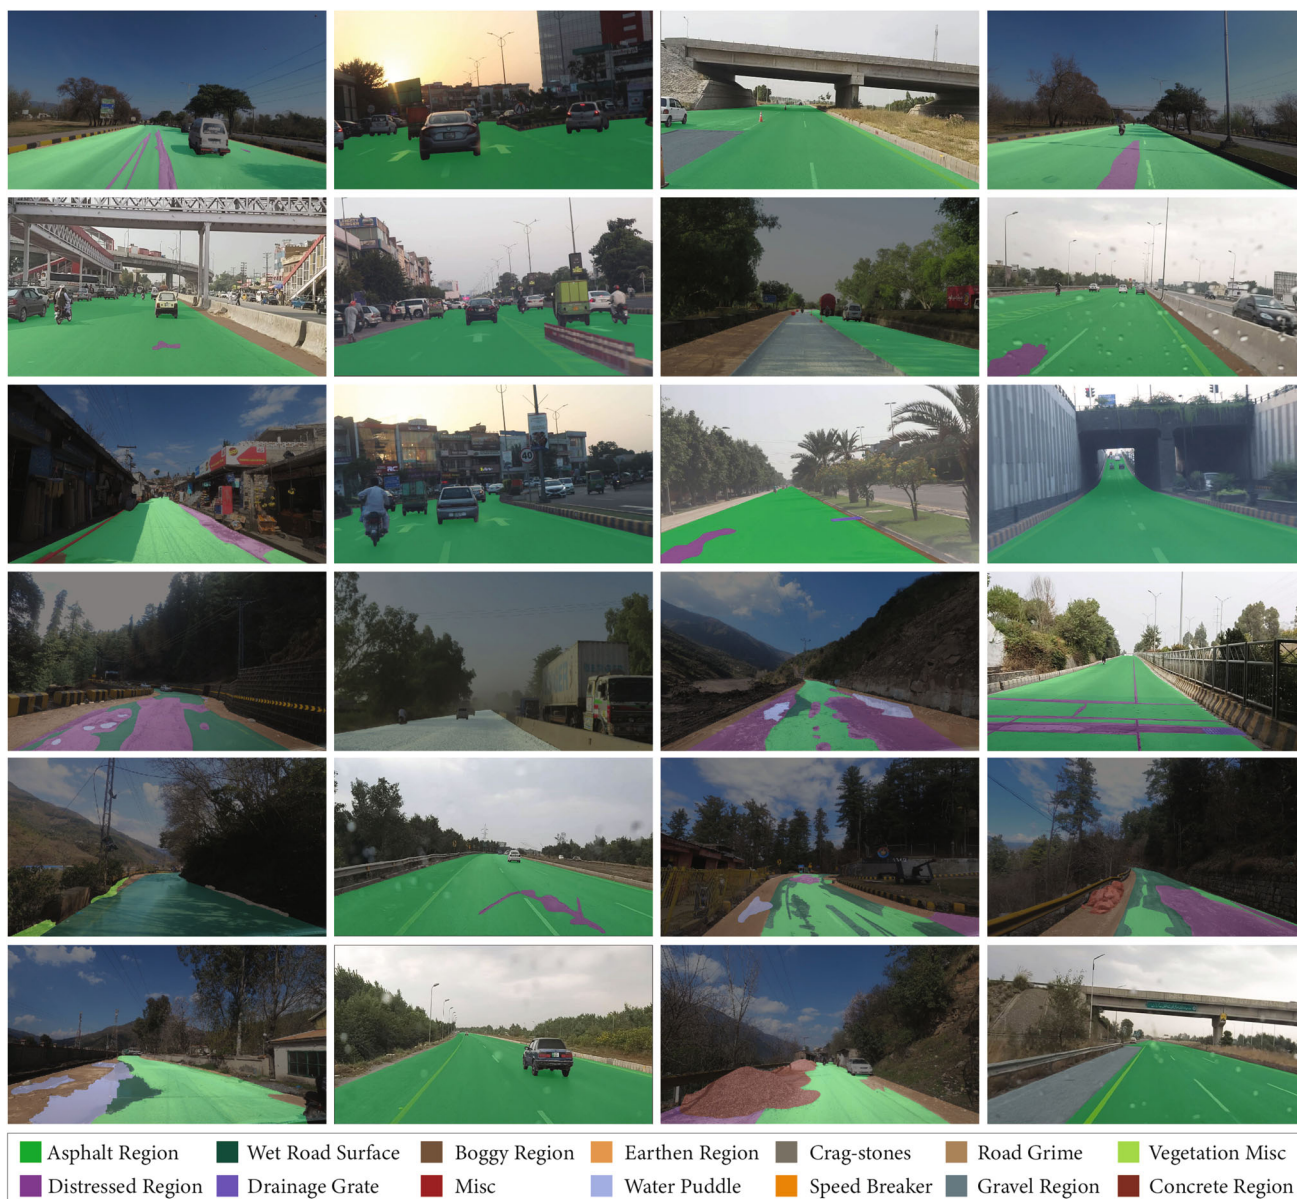 40
Asphalt Region Wet Road Surface Boggy Region Earthen Region Crag-stones Road Grime Vegetation Misc
Distressed Region Drainage Grate Misc Water Puddle Speed Breaker Gravel Region Concrete Region